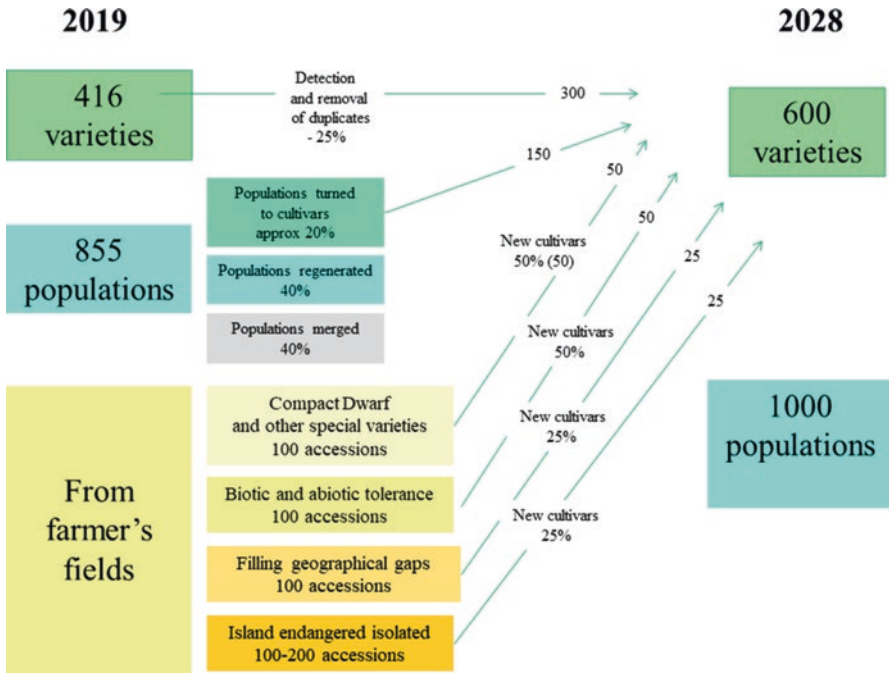 2019
2028
416
varieties
Detection
and removal
of duplicates
- 25%
300
600
varieties
150
Populations turned
to cultivars
approx 20%
50
855
populations
Populations regenerated
40%
New cultivars
50% (50)
50
25
25
Populations merged
40%
New cultivars
50%
From
farmer’s
fields
Compact Dwarf
and other special varieties
100 accessions
New cultivars
25%
1000
populations
Biotic and abiotic tolerance
100 accessions
New cultivars
25%
Filling geographical gaps
100 accessions
Island endangered isolated
100-200 accessions